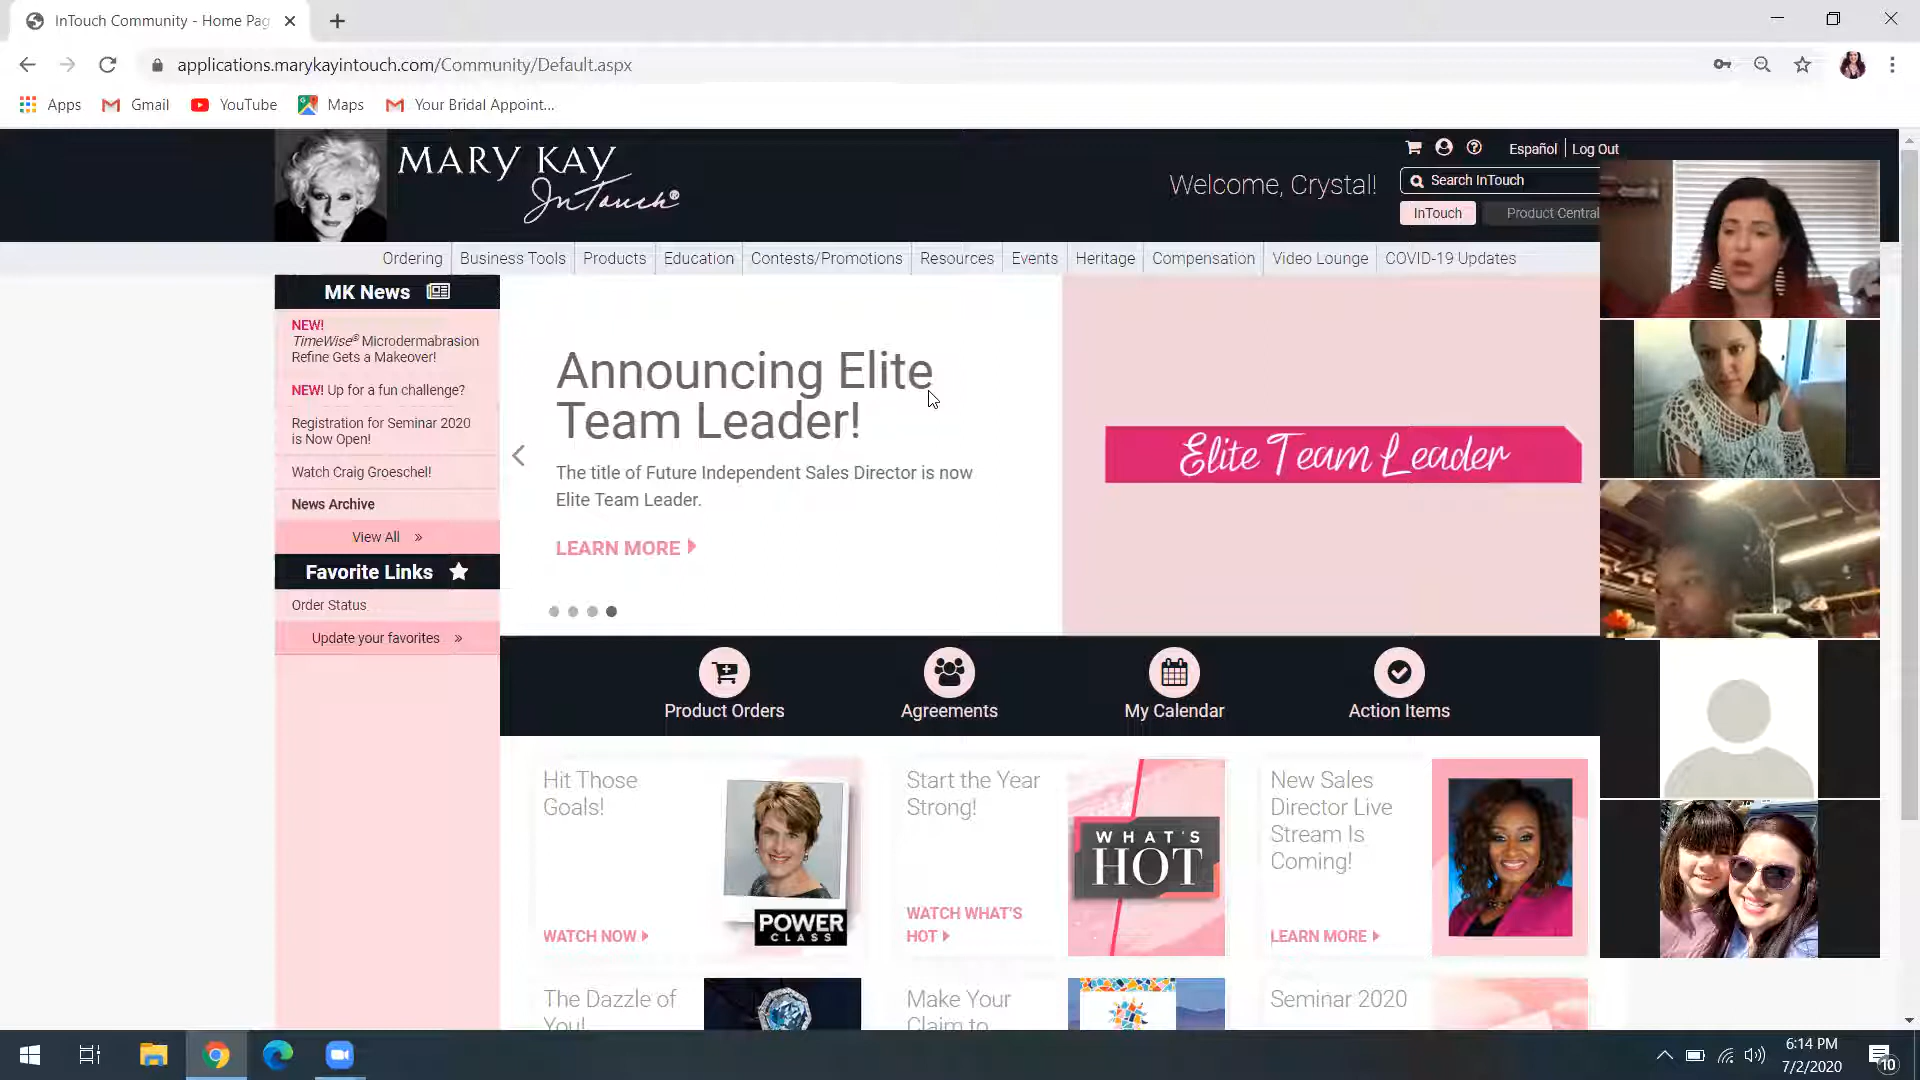 InTouch Community - Home Pag
applications.marykayintouch.com/Community/Default.aspx
Apps
Gmail
YouTube
Maps
Your Bridal Appoint...
MARY KAY
InTouch®
Welcome, Crystal!
Español
Log Out
Search InTouch
InTouch
Product Central
Ordering
Business Tools
Products
Education
Contests/Promotions
Resources
Events
Heritage
Compensation
Video Lounge
COVID-19 Updates
MK News
NEW!
TimeWise® Microdermabrasion
Refine Gets a Makeover!
NEW! Up for a fun challenge?
Registration for Seminar 2020
is Now Open!
Watch Craig Groeschel!
News Archive
View All »
Favorite Links
Order Status
Update your favorites »
Announcing Elite
Team Leader!
The title of Future Independent Sales Director is now
Elite Team Leader.
LEARN MORE
Elite Team Leader
Product Orders
Agreements
My Calendar
Action Items
Hit Those
Goals!
WATCH NOW
POWER
CLASS
Start the Year
Strong!
WATCH WHAT'S
HOT
WHAT'S
HOT
New Sales
Director Live
Stream Is
Coming!
LEARN MORE
The Dazzle of
You!
Make Your
Claim to
Seminar 2020
6:14 PM
7/2/2020
10